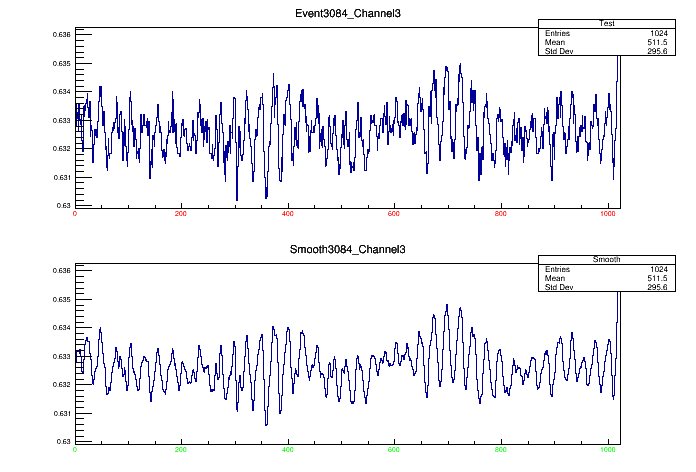 Event3084_Channel3
Test
Entries 1024
Mean 511.5
Std Dev 295.6
0.636
0.635
0.634
0.633
0.632
0.631
0.63
0 200 400 600 800 1000
Smooth3084_Channel3
Smooth
Entries 1024
Mean 511.5
Std Dev 295.6
0.636
0.635
0.634
0.633
0.632
0.631
0.63
0 200 400 600 800 1000